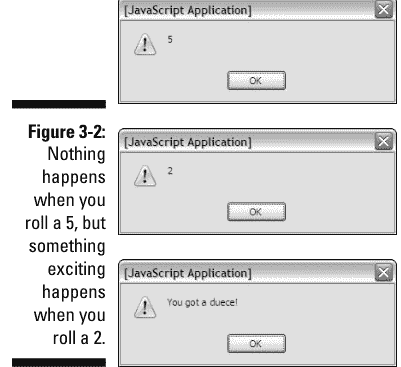 [JavaScript Application]
5
OK
Figure 3-2:
Nothing
happens
when you
roll a 5, but
something
exciting
happens
when you
roll a 2.
[JavaScript Application]
2
OK
[JavaScript Application]
You got a duece!
OK